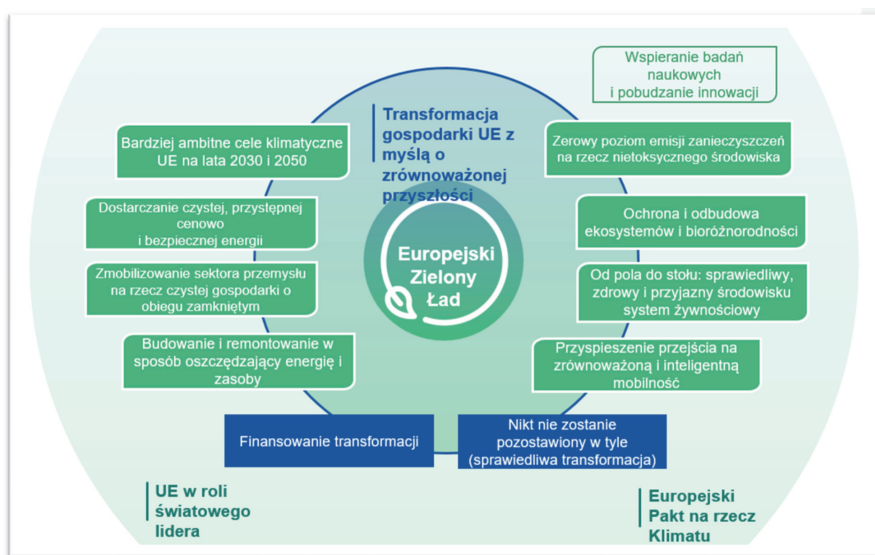 Wspieranie badań
naukowych
i pobudzanie innowacji
Transformacja
gospodarki UE z
myślą o
zrównoważonej
przyszłości
Bardziej ambitne cele klimatyczne
UE na lata 2030 i 2050
Zerowy poziom emisji zanieczyszczeń
na rzecz nietoksycznego środowiska
Dostarczanie czystej, przystępnej
cenowo
i bezpiecznej energii
Ochrona i odbudowa
ekosystemów i bioróżnorodności
Europejski
Zielony
Ład
Zmobilizowanie sektora przemysłu
na rzecz czystej gospodarki o
obiegu zamkniętym
Od pola do stołu: sprawiedliwy,
zdrowy i przyjazny środowisku
system żywnościowy
Budowanie i remontowanie w
sposób oszczędzający energię i
zasoby
Przyspieszenie przejścia na
zrównoważoną i inteligentną
mobilność
Finansowanie transformacji
Nikt nie zostanie
pozostawiony w tyle
(sprawiedliwa transformacja)
UE w roli
światowego
lidera
Europejski
Pakt na rzecz
Klimatu